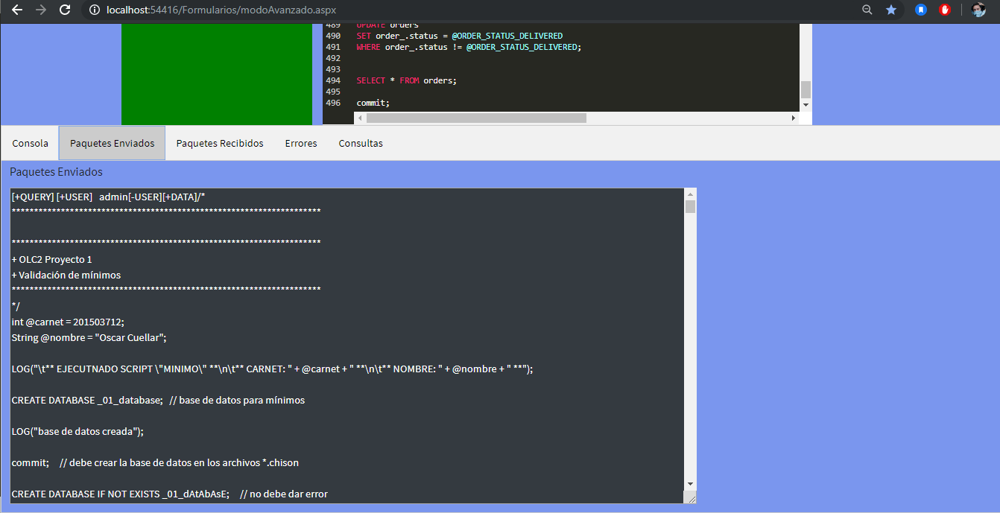 localhost:54416/Formularios/modoAvanzado.aspx
489 UPDATE orders
490 SET order_.status = @ORDER_STATUS_DELIVERED
491 WHERE order_.status != @ORDER_STATUS_DELIVERED;
492
493
494 SELECT * FROM orders;
495
496 commit;
Consola Paquetes Enviados Paquetes Recibidos Errores Consultas
Paquetes Enviados
[+QUERY] [+USER] admin[-USER][+DATA]/*
*********************************************************************
*********************************************************************
+ OLC2 Proyecto 1
+ Validación de mínimos
*********************************************************************
*/
int @carnet = 201503712;
String @nombre = "Oscar Cuellar";
LOG("\t** EJECUTNADO SCRIPT \"MINIMO\" **\n\t** CARNET: " + @carnet + " **\n\t** NOMBRE: " + @nombre + " **");
CREATE DATABASE _01_database; // base de datos para mínimos
LOG("base de datos creada");
commit; // debe crear la base de datos en los archivos *.chison
CREATE DATABASE IF NOT EXISTS _01_dAtAbAsE; // no debe dar error